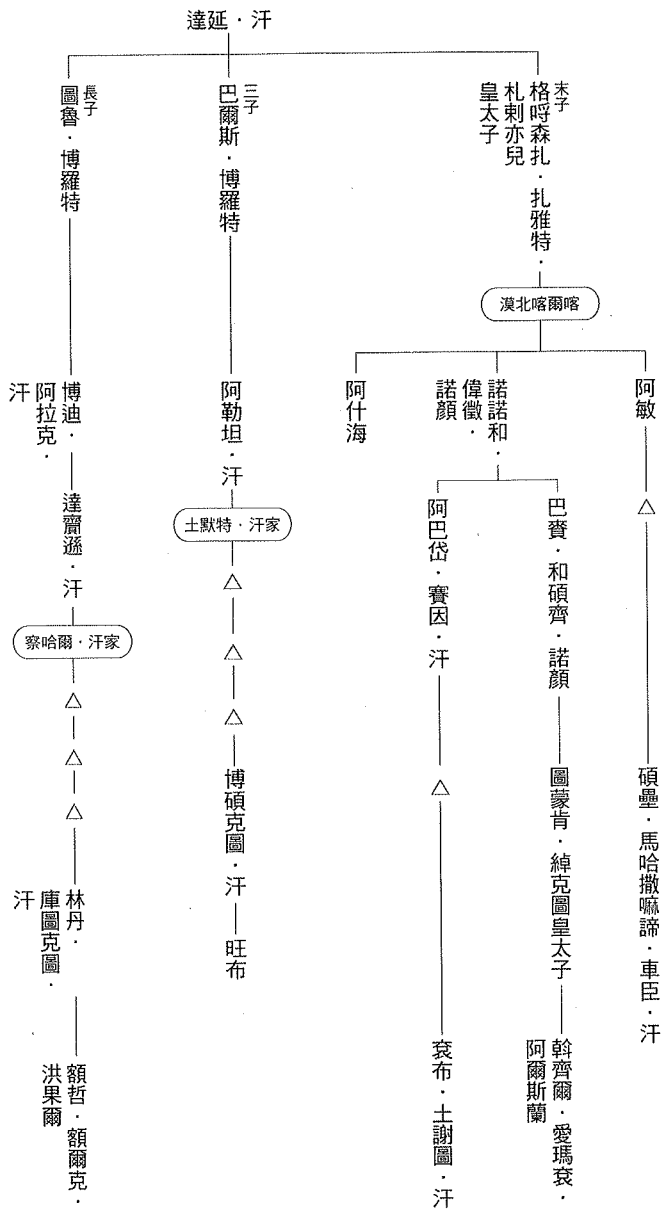 達延・汗
末子
格哷森扎・扎雅特・
札剌亦兒
皇太子
三子
巴爾斯・博羅特
長子
圖魯・博羅特
漠北喀爾喀
阿敏
諾諾和・
偉徵・
諾顏
阿什海
阿勒坦・汗
博迪・
阿拉克・
汗
巴賚・和碩齊・諾顏
阿巴岱・賽因・汗
土默特・汗家
達賚遜・汗
察哈爾・汗家
碩壘・馬哈撒嘛諦・車臣・汗
圖蒙肯・綽克圖皇太子
博碩克圖・汗
旺布
林丹・
庫圖克圖・
汗
斡齊爾・愛瑪袞・
阿爾斯蘭
袞布・土謝圖・汗
額哲・額爾克・
洪果爾